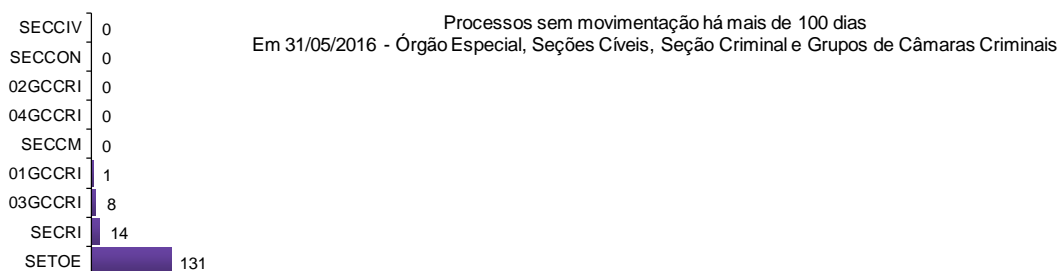 Processos sem movimentação há mais de 100 dias
Em 31/05/2016 - Órgão Especial, Seções Cíveis, Seção Criminal e Grupos de Câmaras Criminais
SECCIV 0
SECCON 0
02GCCRI 0
04GCCRI 0
SECCM 0
01GCCRI 1
03GCCRI 8
SECRI 14
SETOE 131